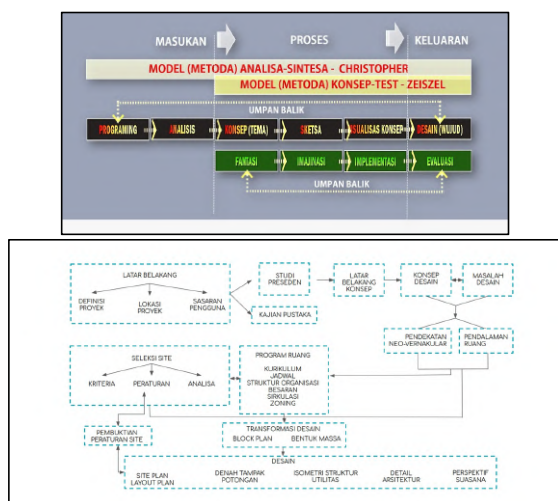 MASUKAN
PROSES
KELUARAN
MODEL (METODA) ANALISA-SINTESA - CHRISTOPHER
MODEL (METODA) KONSEP-TEST - ZEISZEL
UMPAN BALIK
PROGRAMING
ANALISIS
KONSEP (TEMA)
SKETSA
VISUALISAS KONSEP
DESAIN (WUJUD)
FANTASI
IMAJINASI
IMPLEMENTASI
EVALUASI
UMPAN BALIK
LATAR BELAKANG
DEFINISI
PROYEK
LOKASI
PROYEK
SASARAN
PENGGUNA
STUDI
PRESEDEN
KAJIAN PUSTAKA
LATAR
BELAKANG
KONSEP
KONSEP
DESAIN
MASALAH
DESAIN
PENDEKATAN
NEO-VERNAKULAR
PENDALAMAN
RUANG
SELEKSI SITE
KRITERIA
PERATURAN
ANALISA
PROGRAM RUANG
KURIKULUM
JADWAL
STRUKTUR ORGANISASI
BESARAN
SIRKULASI
ZONING
PEMBUKTIAN
PERATURAN SITE
TRANSFORMASI DESAIN
BLOCK PLAN
BENTUK MASSA
DESAIN
SITE PLAN
LAYOUT PLAN
DENAH TAMPAK
POTONGAN
ISOMETRI STRUKTUR
UTILITAS
DETAIL
ARSITEKTUR
PERSPEKTIF
SUASANA